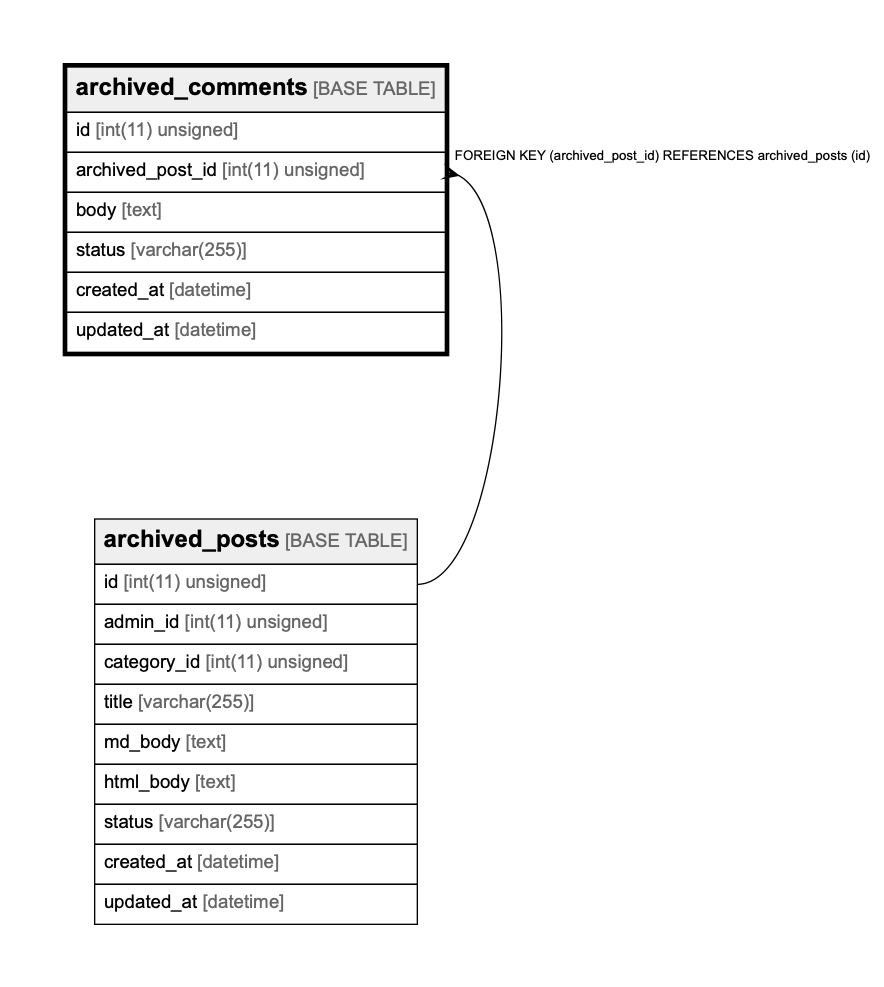 archived_comments [BASE TABLE]
id [int(11) unsigned]
FOREIGN KEY (archived_post_id) REFERENCES archived_posts (id)
archived_post_id [int(11) unsigned]
body [text]
status [varchar(255)]
created_at [datetime]
updated_at [datetime]
archived_posts [BASE TABLE]
id [int(11) unsigned]
admin_id [int(11) unsigned]
category_id [int(11) unsigned]
title [varchar(255)]
md_body [text]
html_body [text]
status [varchar(255)]
created_at [datetime]
updated_at [datetime]